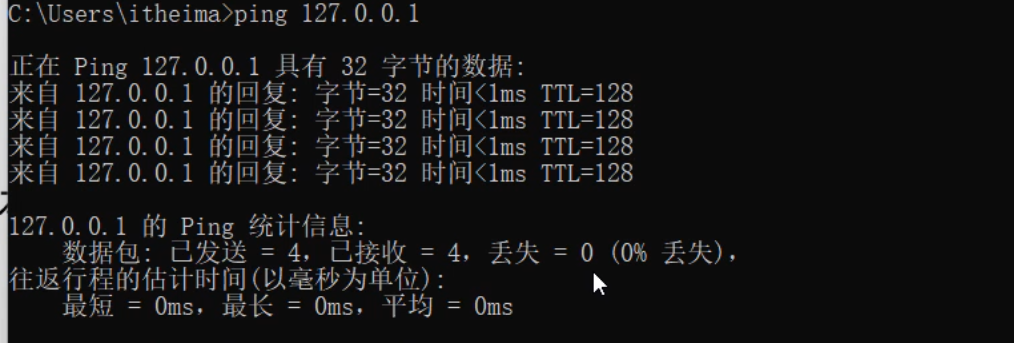 C:\Users\itheima>ping 127.0.0.1
正在 Ping 127.0.0.1 具有 32 字节的数据:
来自 127.0.0.1 的回复: 字节=32 时间<1ms TTL=128
来自 127.0.0.1 的回复: 字节=32 时间<1ms TTL=128
来自 127.0.0.1 的回复: 字节=32 时间<1ms TTL=128
来自 127.0.0.1 的回复: 字节=32 时间<1ms TTL=128
127.0.0.1 的 Ping 统计信息:
数据包: 已发送 = 4，已接收 = 4，丢失 = 0 (0% 丢失)，
往返行程的估计时间(以毫秒为单位):
最短 = 0ms，最长 = 0ms，平均 = 0ms